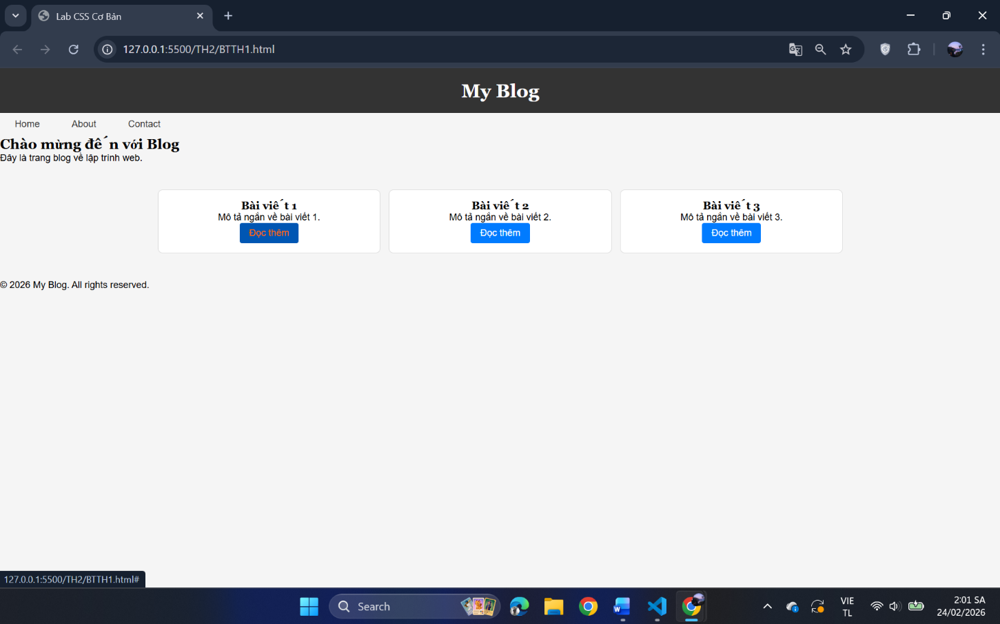 Lab CSS Cơ Bản
127.0.0.1:5500/TH2/BTTH1.html
My Blog
Home About Contact
Chào mừng đến với Blog
Đây là trang blog về lập trình web.
Bài viết 1
Mô tả ngắn về bài viết 1.
Đọc thêm
Bài viết 2
Mô tả ngắn về bài viết 2.
Đọc thêm
Bài viết 3
Mô tả ngắn về bài viết 3.
Đọc thêm
© 2026 My Blog. All rights reserved.
127.0.0.1:5500/TH2/BTTH1.html#
Search
VIE
TL
2:01 SA
24/02/2026